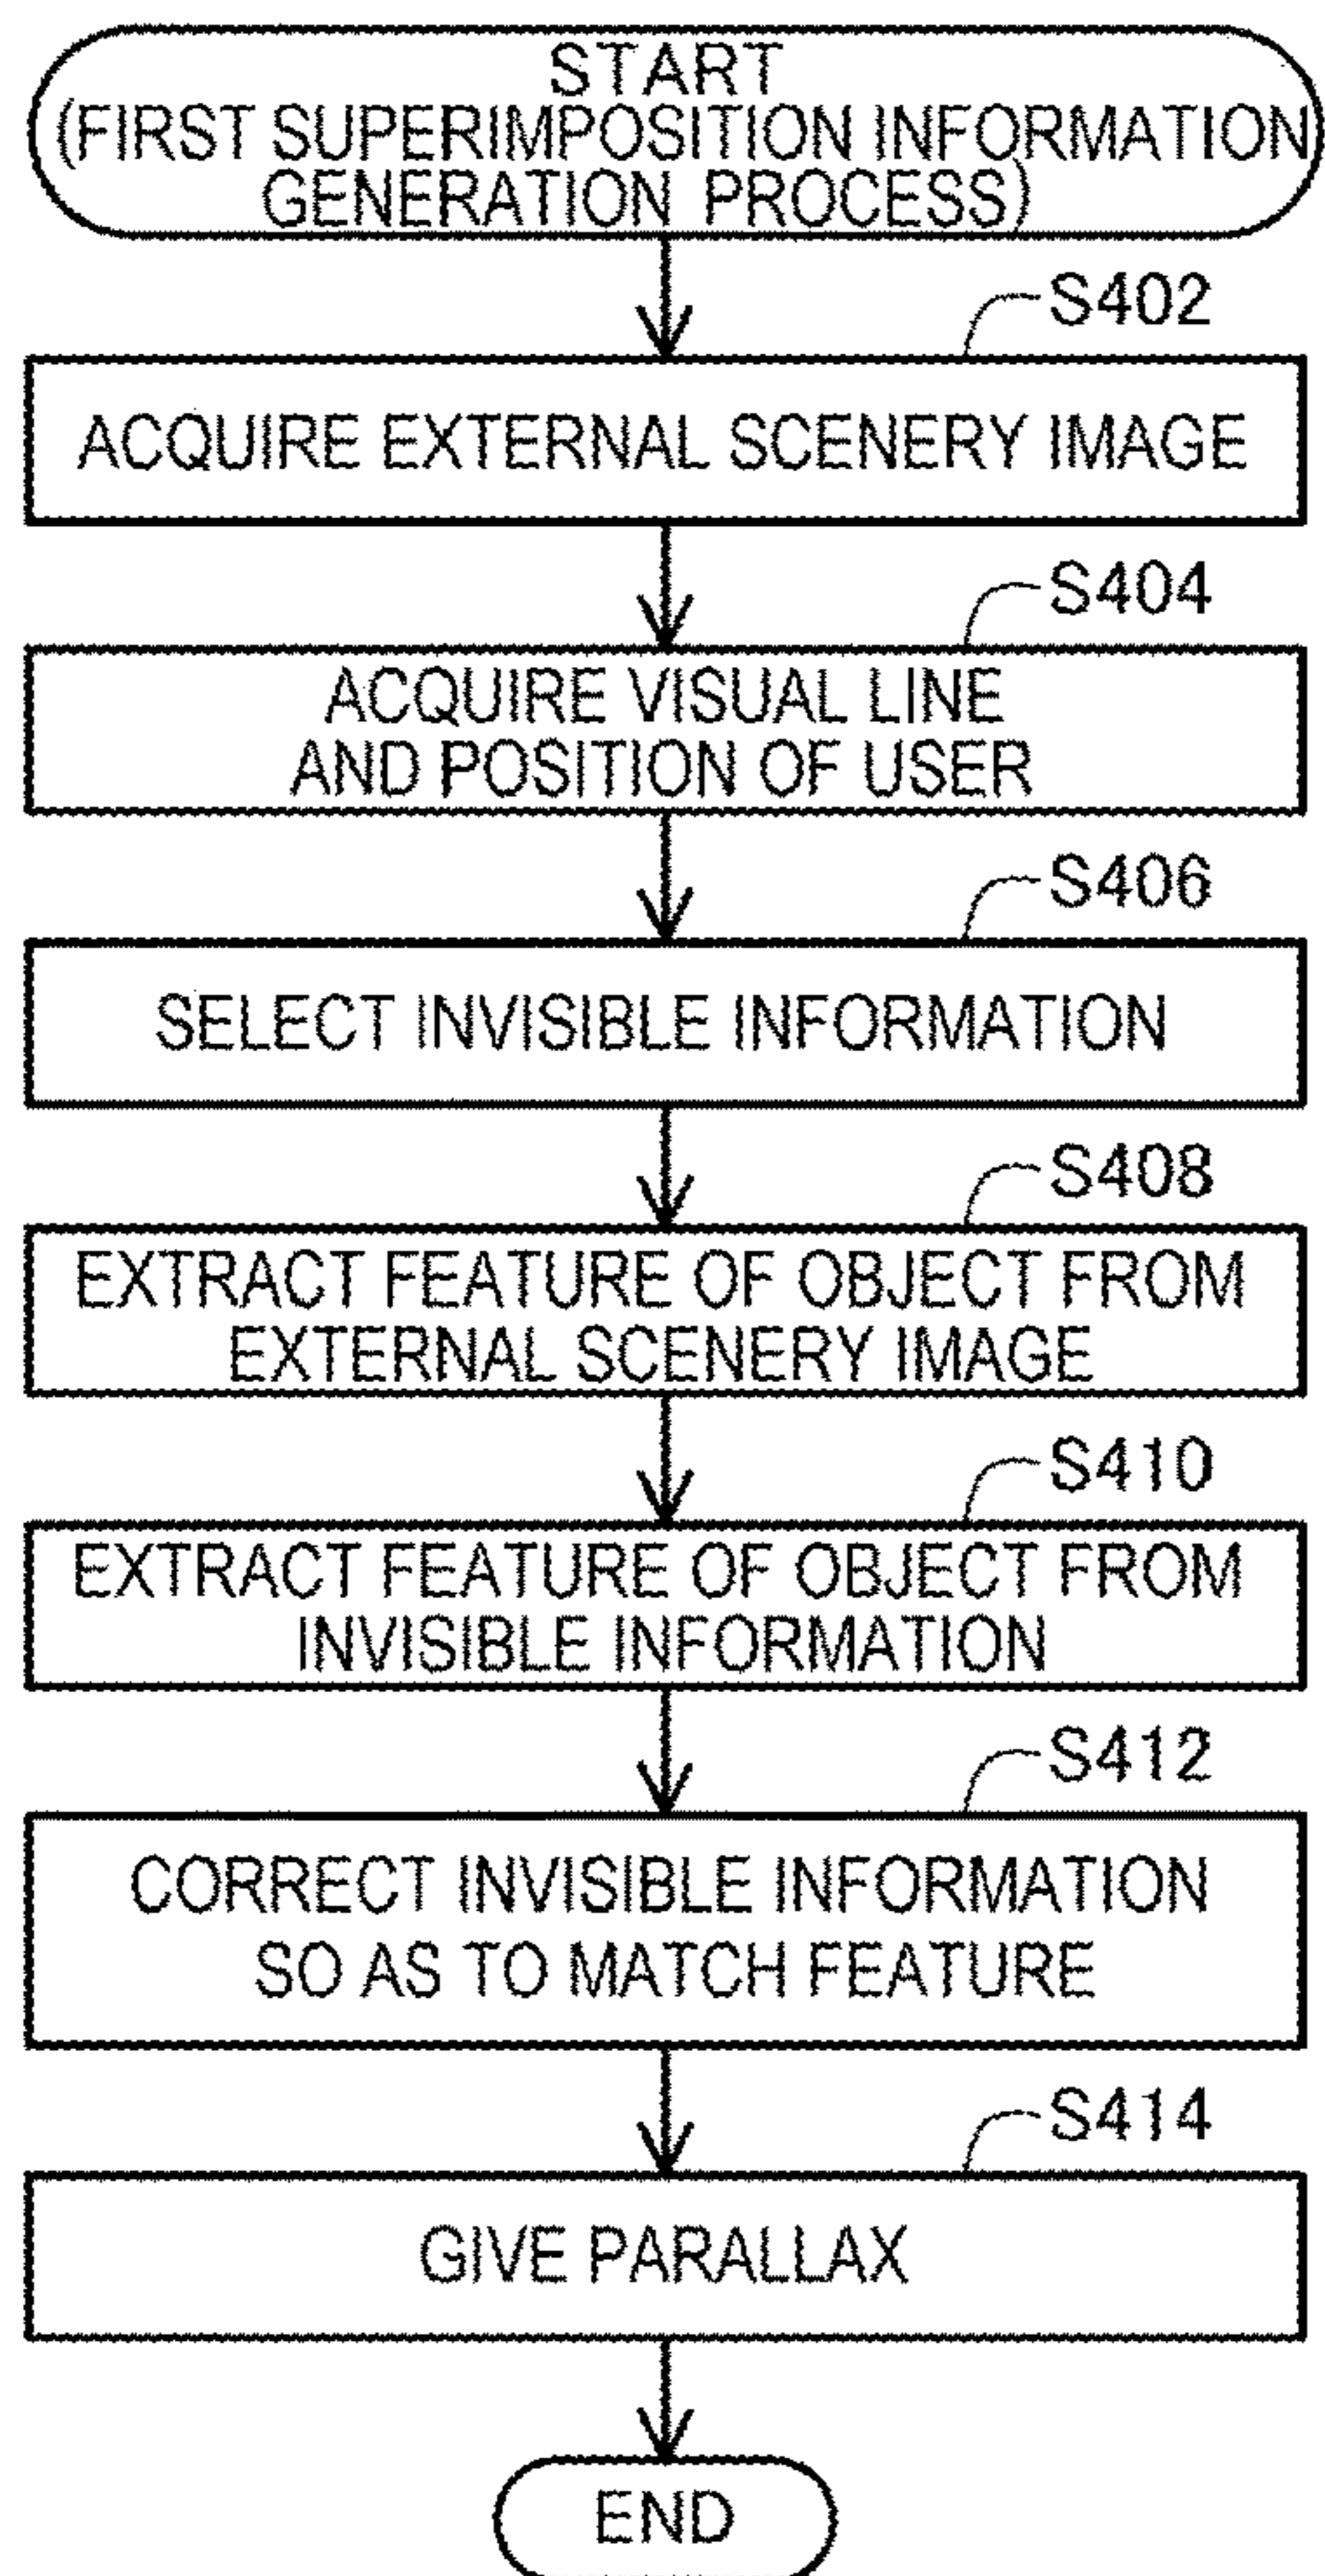 START
(FIRST SUPERIMPOSITION INFORMATION
GENERATION PROCESS)
S402
ACQUIRE EXTERNAL SCENERY IMAGE
S404
ACQUIRE VISUAL LINE
AND POSITION OF USER
S406
SELECT INVISIBLE INFORMATION
S408
EXTRACT FEATURE OF OBJECT FROM
EXTERNAL SCENERY IMAGE
S410
EXTRACT FEATURE OF OBJECT FROM
INVISIBLE INFORMATION
S412
CORRECT INVISIBLE INFORMATION
SO AS TO MATCH FEATURE
S414
GIVE PARALLAX
END